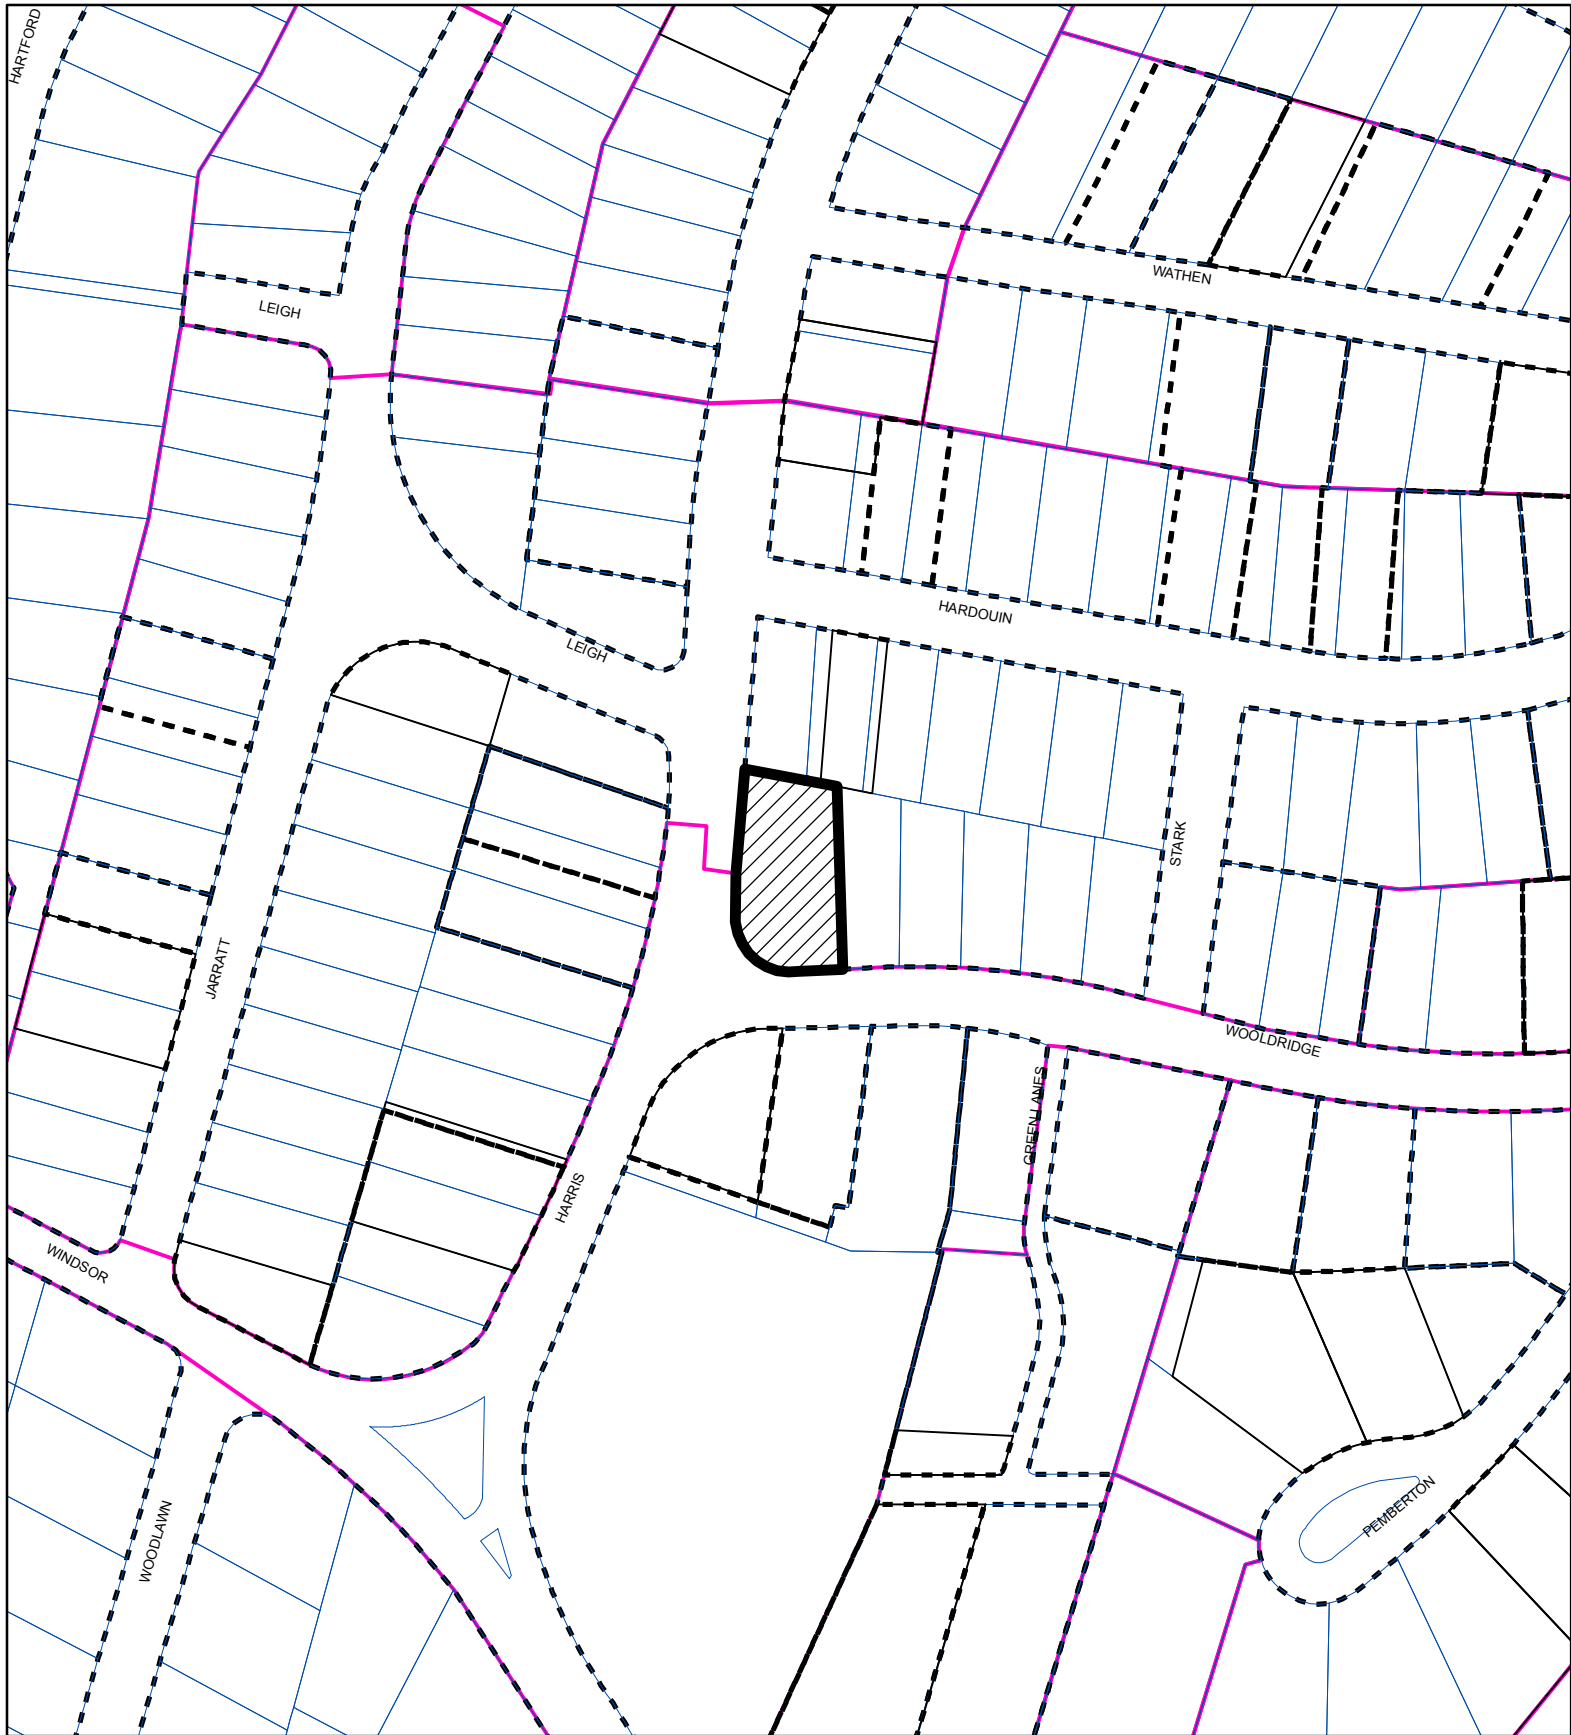 HARTFORD
WATHEN
LEIGH
HARDOUIN
LEIGH
STARK
JARRATT
WOOLDRIDGE
GREEN LANES
HARRIS
WINDSOR
PEMBERTON
WOODLAWN